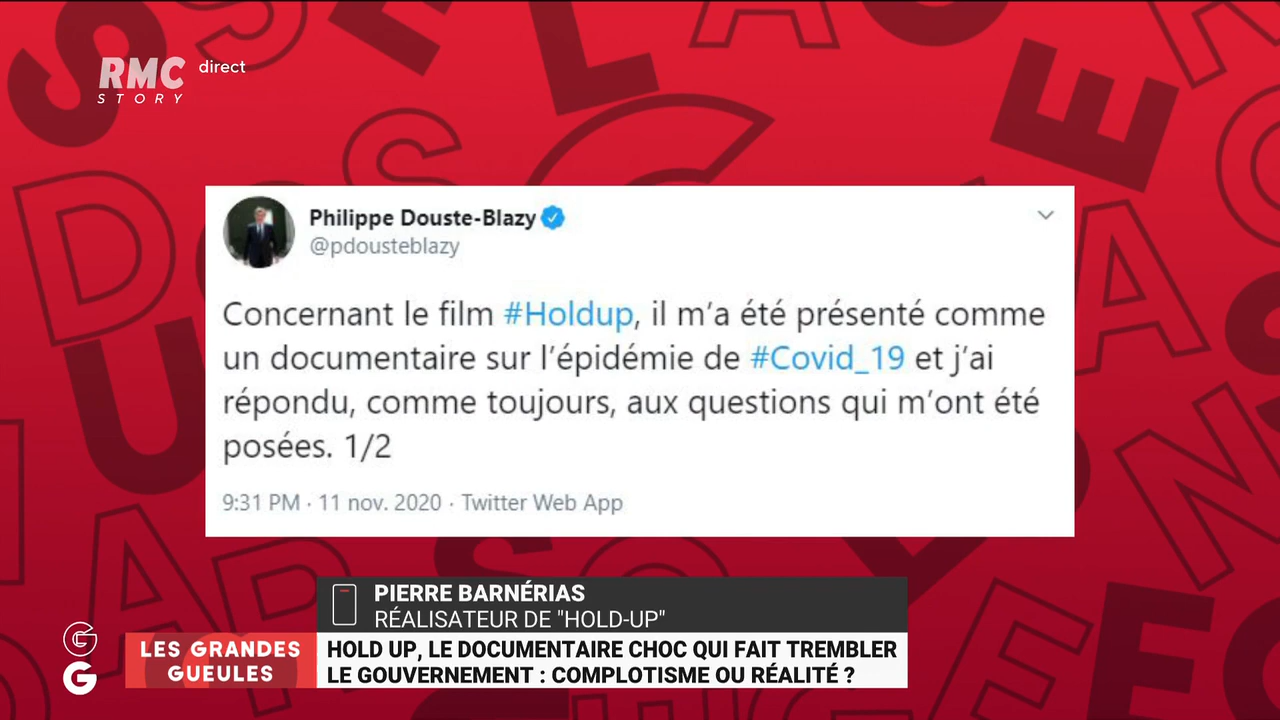 RMC direct
STORY
Philippe Douste-Blazy
@pdousteblazy
Concernant le film #Holdup, il m’a été présenté comme
un documentaire sur l’épidémie de #Covid_19 et j’ai
répondu, comme toujours, aux questions qui m’ont été
posées. 1/2
9:31 PM · 11 nov. 2020 · Twitter Web App
PIERRE BARNÉRIAS
RÉALISATEUR DE "HOLD-UP"
LES GRANDES
GUEULES
HOLD UP, LE DOCUMENTAIRE CHOC QUI FAIT TREMBLER
LE GOUVERNEMENT : COMPLOTISME OU RÉALITÉ ?
G
G